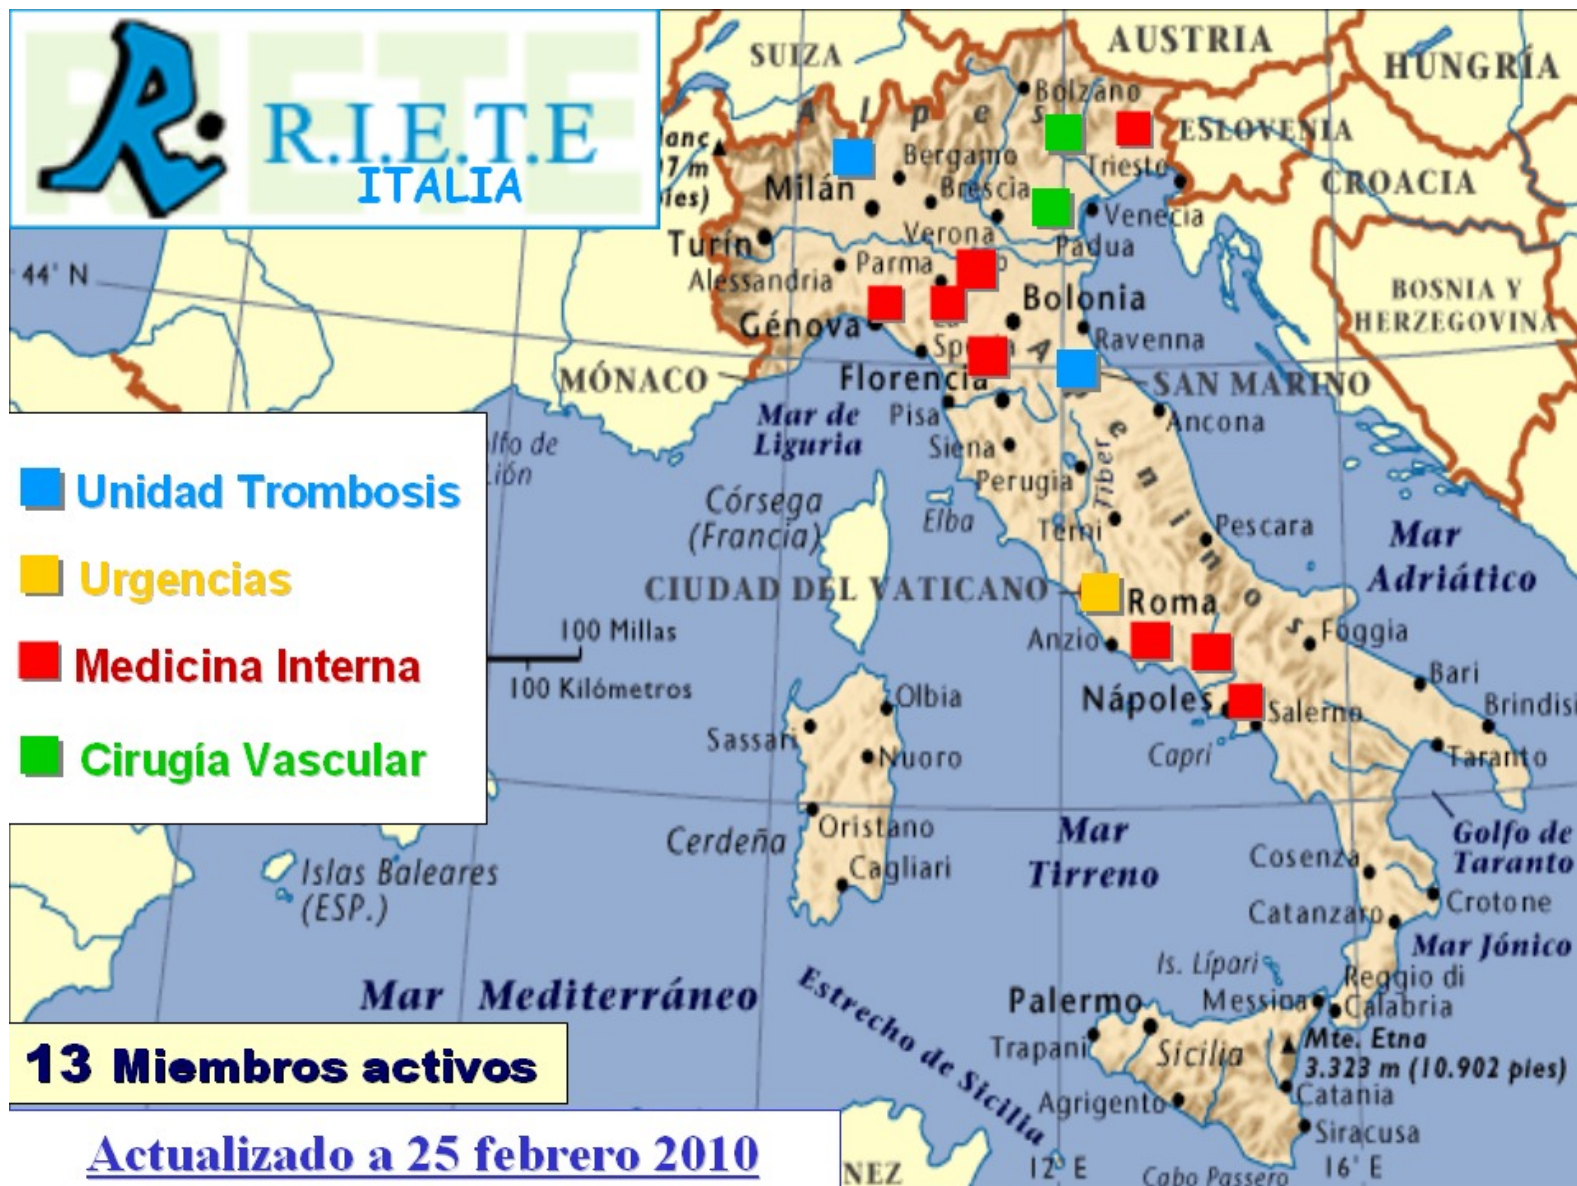 R.I.E.T.E
ITALIA
SUIZA
AUSTRIA
HUNGRÍA
Alpes
Bolzano
ESLOVENIA
7 m
ies)
Bergamo
Triesto
Milán
Brescia
CROACIA
Venecia
Turín
Verona
Padua
44° N
Alessandria
Parma
Bolonia
BOSNIA Y
HERZEGOVINA
Génova
Ravenna
MÓNACO
Florencia
SAN MARINO
Mar de
Liguria
Pisa
Ancona
Siena
Perugia
Tiber
Unidad Trombosis
Córsega
(Francia)
Elba
Terni
Pescara
Mar
Adriático
Urgencias
CIUDAD DEL VATICANO
Roma
100 Millas
Anzio
Foggia
Medicina Interna
100 Kilómetros
Bari
Olbia
Nápoles
Salerno
Brindisi
Sassari
Nuoro
Capri
Taranto
Cirugía Vascular
Oristano
Cerdeña
Cagliari
Mar
Tirreno
Golfo de
Taranto
Cosenza
Islas Baleares
(ESP.)
Crotone
Catanzaro
Mar Jónico
Is. Lípari
Reggio di
Calabria
Mar Mediterráneo
Estrecho de Sicilia
Palermo
Messina
Trapani
Sicilia
Mte. Etna
3.323 m (10.902 pies)
13 Miembros activos
Catania
Agrigento
Siracusa
Actualizado a 25 febrero 2010
NEZ
12° E
Cabo Passero
16° E